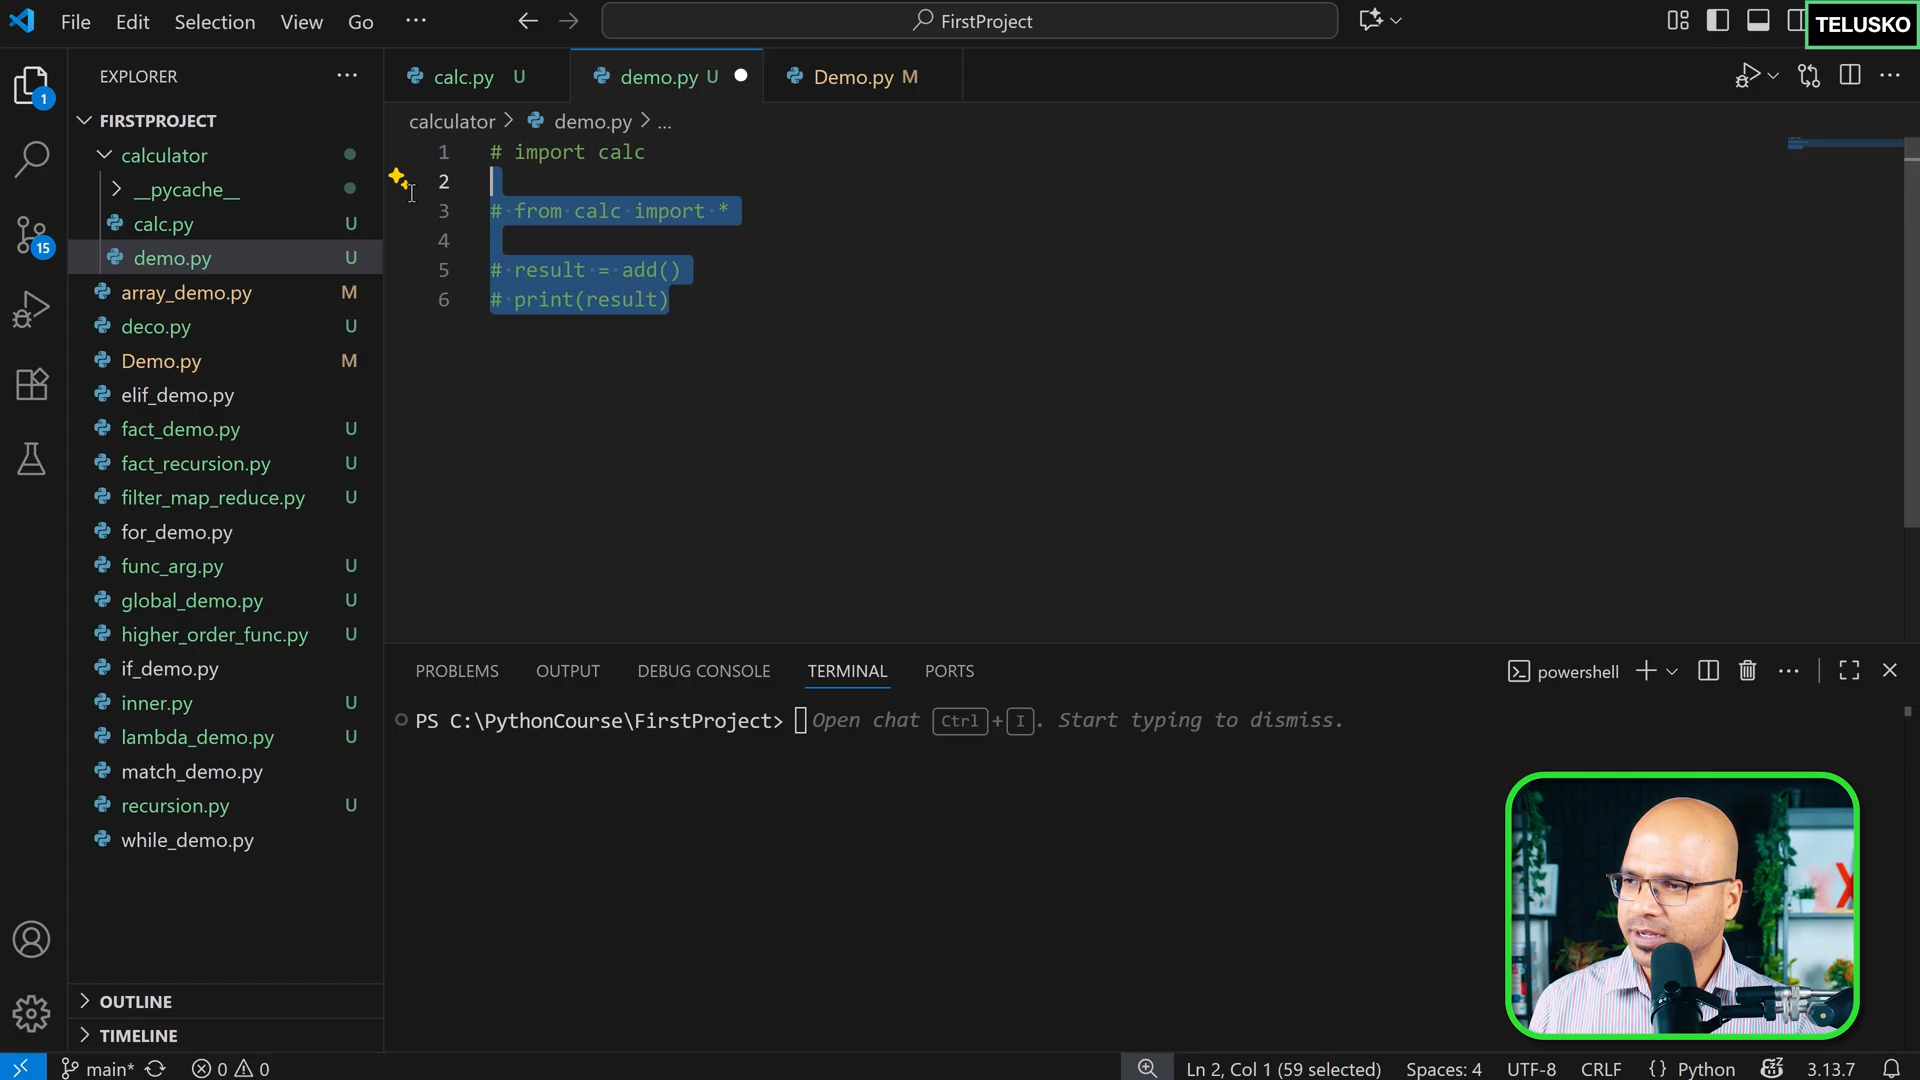 File Edit Selection View Go ... FirstProject TELUSKO
EXPLORER ...
FIRSTPROJECT
calculator
__pycache__
calc.py U
demo.py U
array_demo.py M
deco.py U
Demo.py M
elif_demo.py
fact_demo.py U
fact_recursion.py U
filter_map_reduce.py U
for_demo.py
func_arg.py U
global_demo.py U
higher_order_func.py U
if_demo.py
inner.py U
lambda_demo.py U
match_demo.py
recursion.py U
while_demo.py
OUTLINE
TIMELINE
1
15
calc.py U demo.py U Demo.py M
calculator > demo.py > ...
1 # import calc
2
3 # from calc import *
4
5 # result = add()
6 # print(result)
PROBLEMS OUTPUT DEBUG CONSOLE TERMINAL PORTS powershell
PS C:\PythonCourse\FirstProject> Open chat Ctrl+I. Start typing to dismiss.
main* 0 0 Ln 2, Col 1 (59 selected) Spaces: 4 UTF-8 CRLF {} Python 3.13.7